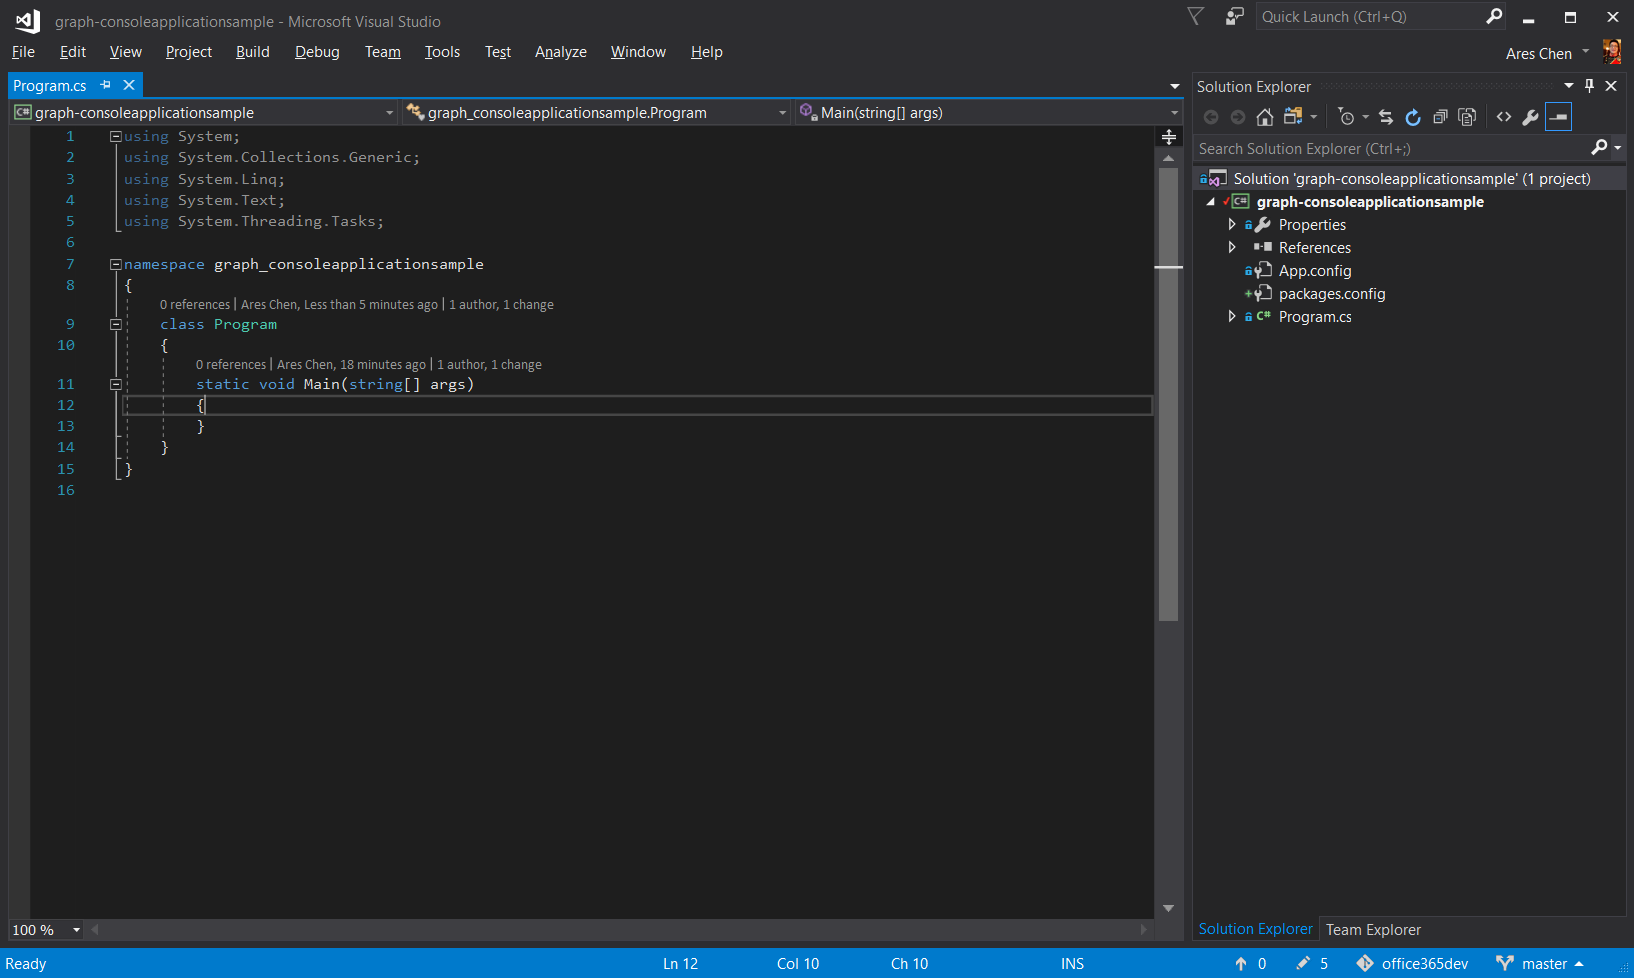 graph-consoleapplicationsample - Microsoft Visual Studio
Quick Launch (Ctrl+Q)
File Edit View Project Build Debug Team Tools Test Analyze Window Help
Ares Chen
Program.cs
Solution Explorer
graph-consoleapplicationsample
graph_consoleapplicationsample.Program
Main(string[] args)
1 using System;
2 using System.Collections.Generic;
3 using System.Linq;
4 using System.Text;
5 using System.Threading.Tasks;
6
7 namespace graph_consoleapplicationsample
8 {
0 references | Ares Chen, Less than 5 minutes ago | 1 author, 1 change
9 class Program
10 {
0 references | Ares Chen, 18 minutes ago | 1 author, 1 change
11 static void Main(string[] args)
12 {
13 }
14 }
15 }
16
Search Solution Explorer (Ctrl+;)
Solution 'graph-consoleapplicationsample' (1 project)
C# graph-consoleapplicationsample
Properties
References
App.config
packages.config
C# Program.cs
100 %
Solution Explorer Team Explorer
Ready Ln 12 Col 10 Ch 10 INS 0 5 office365dev master